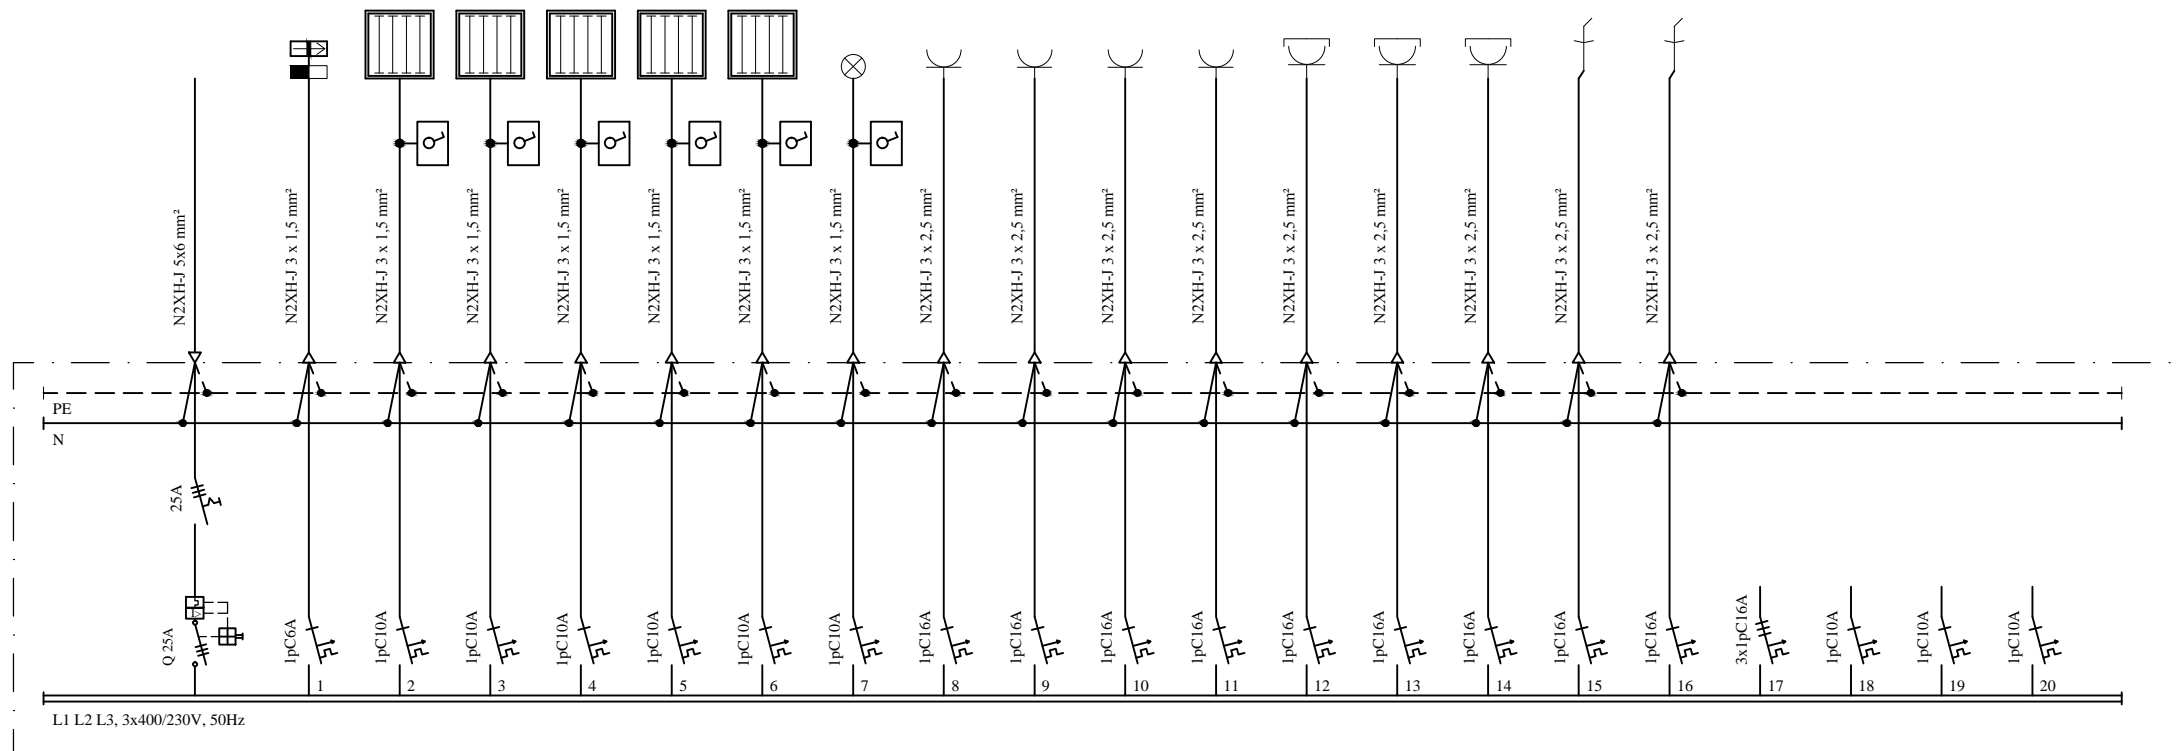 N2XH-J 5x6 mm²
N2XH-J 3 x 1,5 mm²
N2XH-J 3 x 1,5 mm²
N2XH-J 3 x 1,5 mm²
N2XH-J 3 x 1,5 mm²
N2XH-J 3 x 1,5 mm²
N2XH-J 3 x 1,5 mm²
N2XH-J 3 x 1,5 mm²
N2XH-J 3 x 2,5 mm²
N2XH-J 3 x 2,5 mm²
N2XH-J 3 x 2,5 mm²
N2XH-J 3 x 2,5 mm²
N2XH-J 3 x 2,5 mm²
N2XH-J 3 x 2,5 mm²
N2XH-J 3 x 2,5 mm²
N2XH-J 3 x 2,5 mm²
N2XH-J 3 x 2,5 mm²
PE
N
25A
Q 25A
1pC6A
1pC10A
1pC10A
1pC10A
1pC10A
1pC10A
1pC10A
1pC16A
1pC16A
1pC16A
1pC16A
1pC16A
1pC16A
1pC16A
1pC16A
1pC16A
3x1pC16A
1pC10A
1pC10A
1pC10A
1 2 3 4 5 6 7 8 9 10 11 12 13 14 15 16 17 18 19 20
L1 L2 L3, 3x400/230V, 50Hz